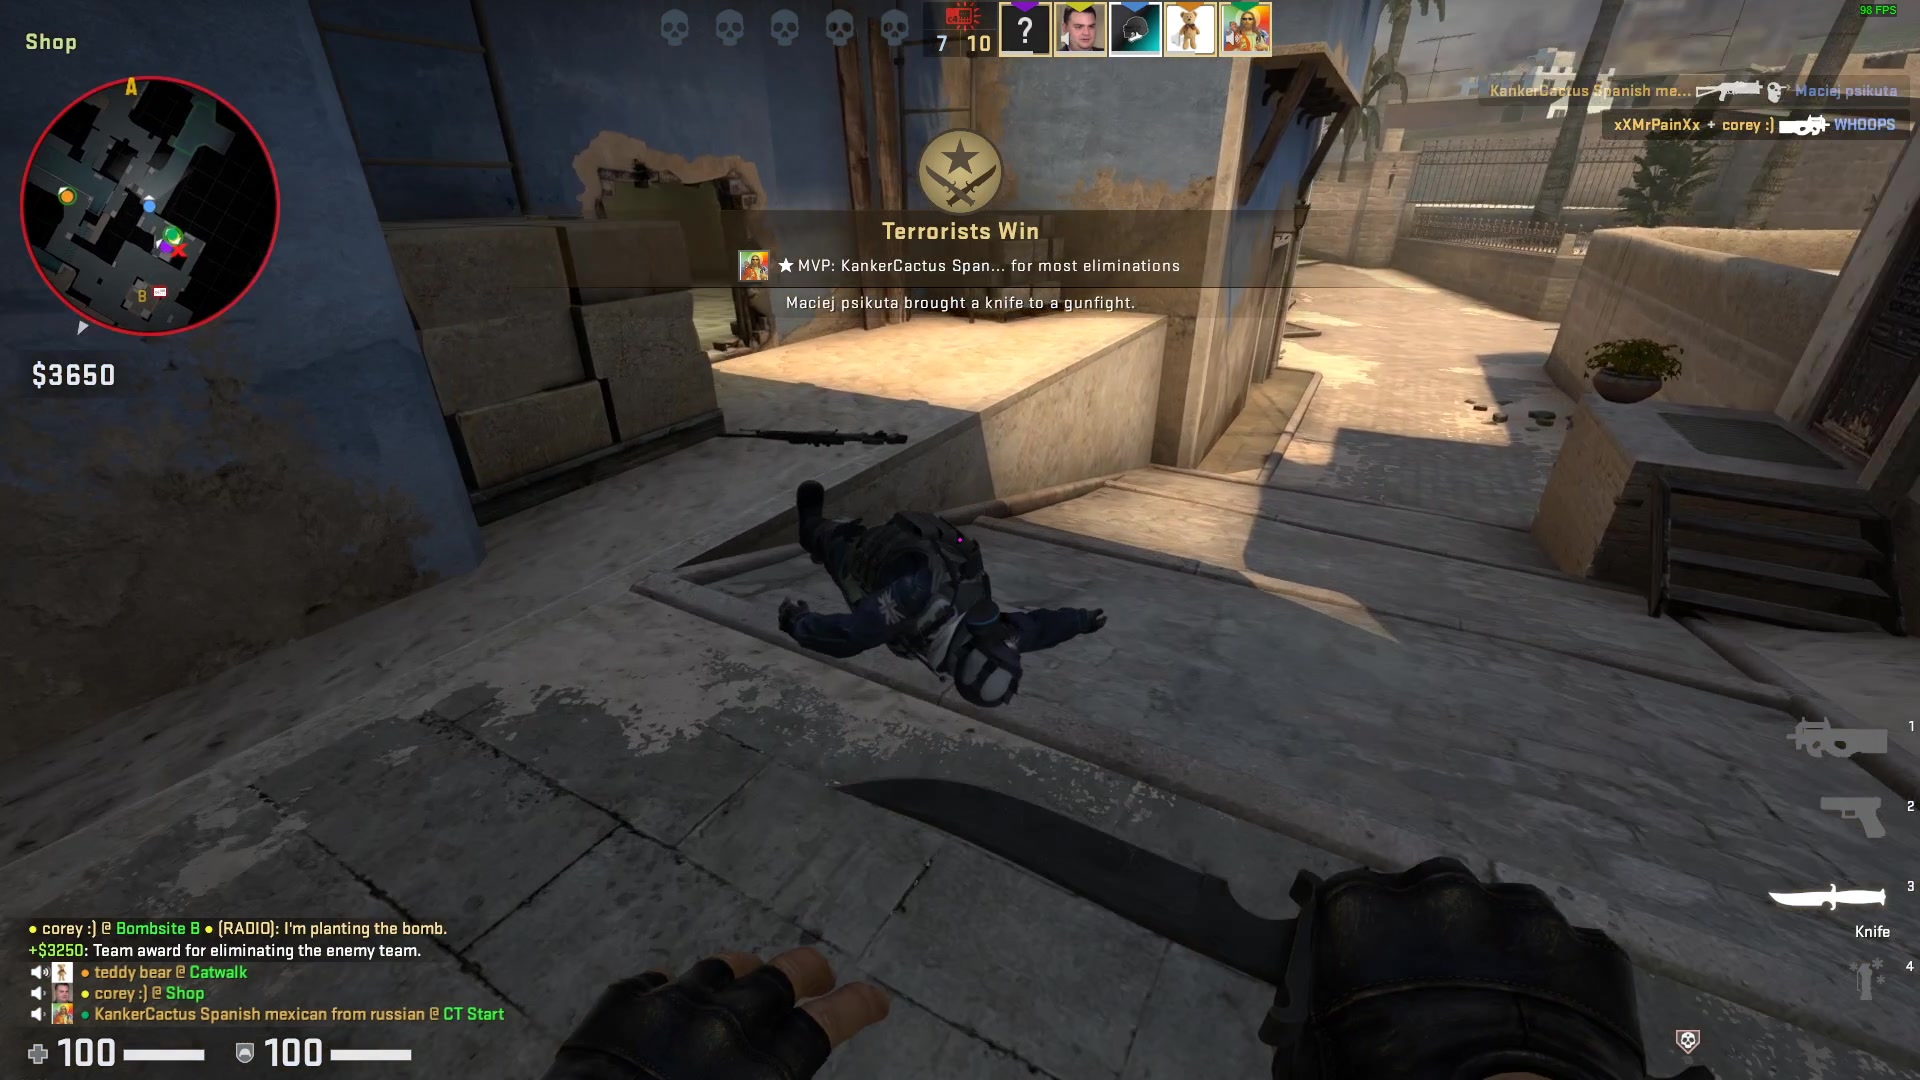 98 FPS
Shop
7 10
?
A
B
KankerCactus Spanish me... Maciej psikuta
xXMrPainXx + corey :) WHOOPS
Terrorists Win
MVP: KankerCactus Span... for most eliminations
Maciej psikuta brought a knife to a gunfight.
$3650
1
2
3
Knife
4
corey :) @ Bombsite B • (RADIO): I'm planting the bomb.
+$3250: Team award for eliminating the enemy team.
teddy bear @ Catwalk
corey :) @ Shop
KankerCactus Spanish mexican from russian @ CT Start
100 100